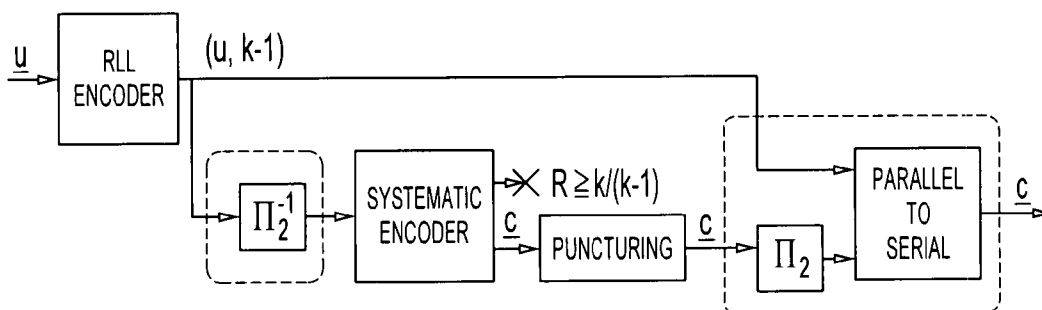 u
RLL
ENCODER
(u, k-1)
Π₂⁻¹
SYSTEMATIC
ENCODER
R ≧ k/(k-1)
c
PUNCTURING
c
Π₂
PARALLEL
TO
SERIAL
c